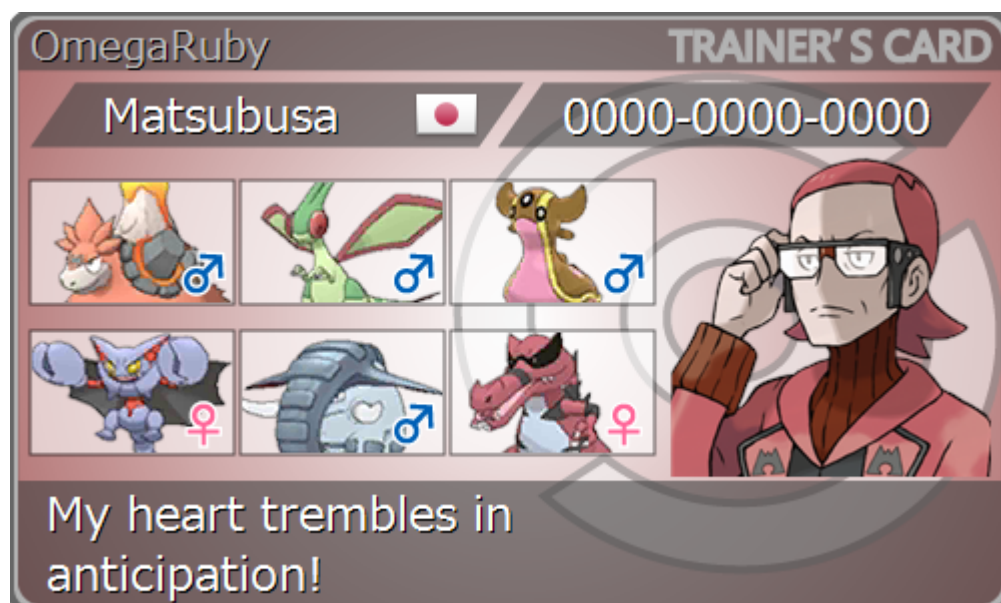 OmegaRuby
TRAINER'S CARD
Matsubusa
0000-0000-0000
My heart trembles in
anticipation!